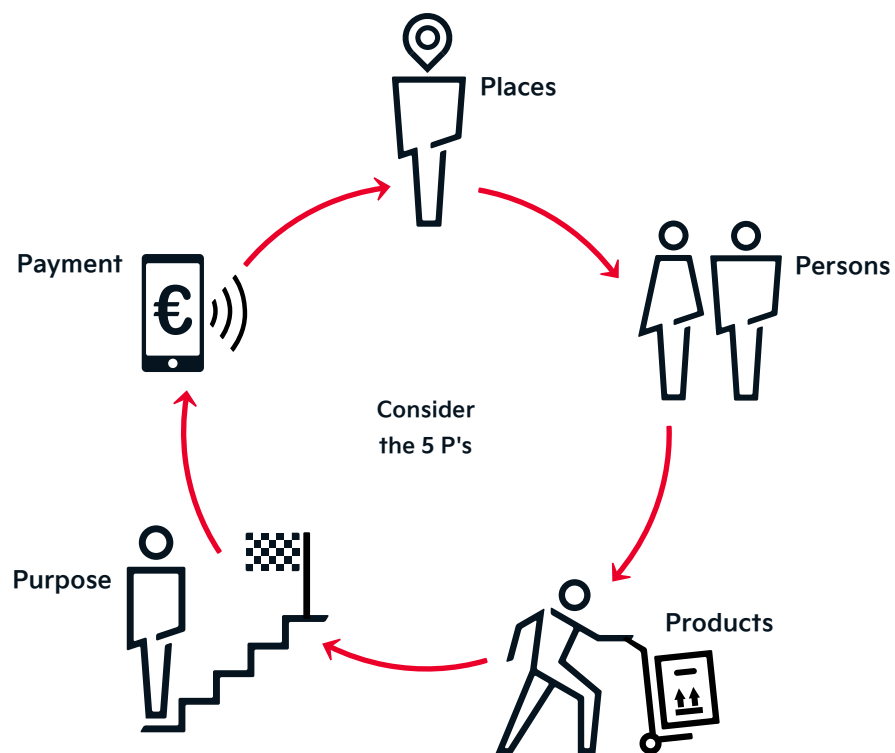 Places
Persons
Payment
€
Consider
the 5 P's
Purpose
Products